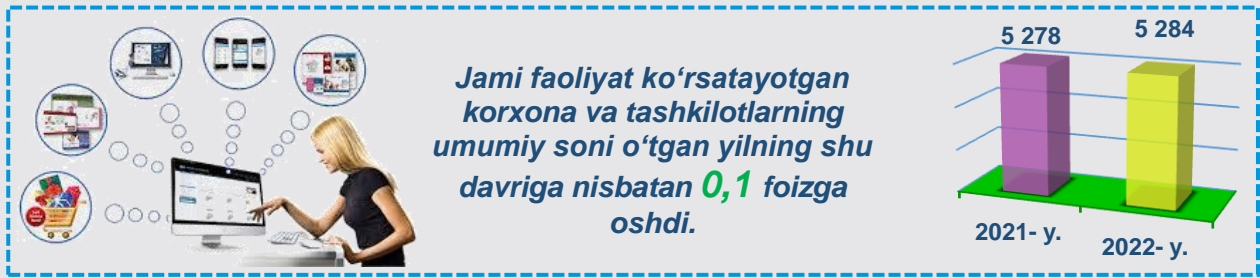 Jami faoliyat ko‘rsatayotgan
korxona va tashkilotlarning
umumiy soni o‘tgan yilning shu
davriga nisbatan 0,1 foizga
oshdi.
5 278
5 284
2021- y.
2022- y.